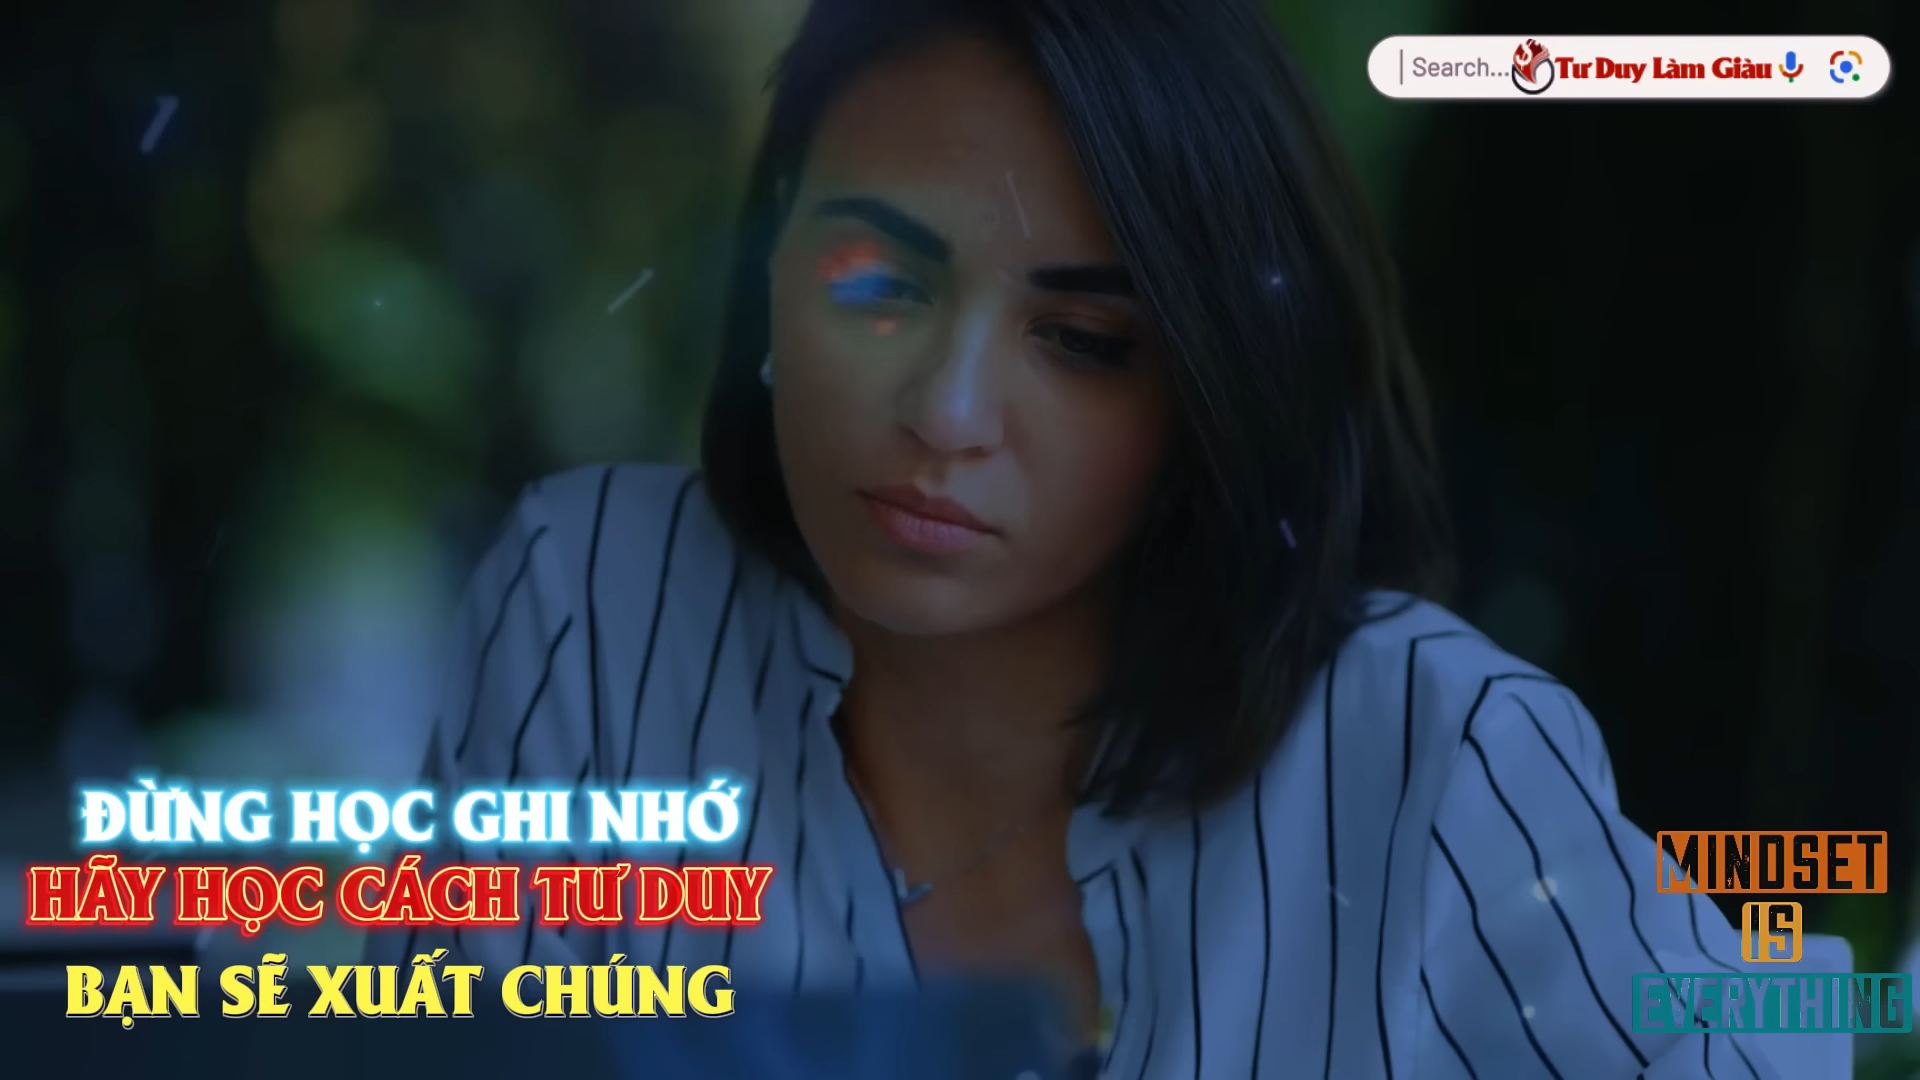 Search... Tư Duy Làm Giàu
ĐỪNG HỌC GHI NHỚ
HÃY HỌC CÁCH TƯ DUY
BẠN SẼ XUẤT CHÚNG
MINDSET
IS
EVERYTHING